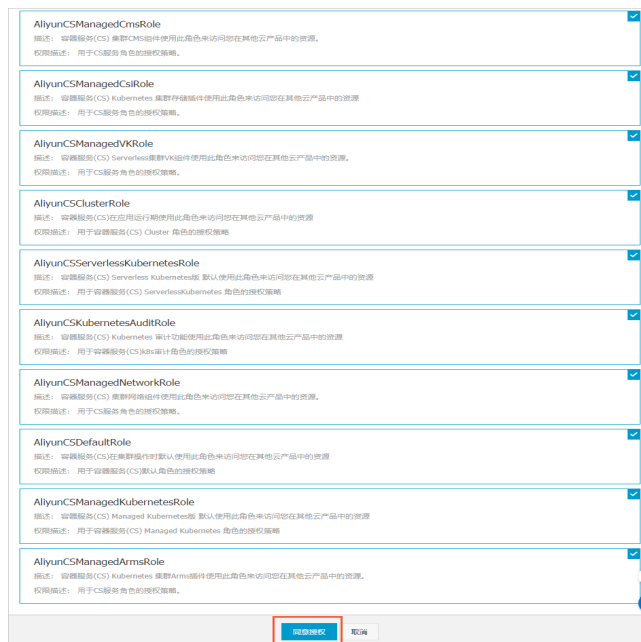 AliyunCSManagedCmsRole
描述： 容器服务(CS) 集群CMS组件使用此角色来访问您在其他云产品中的资源。
权限描述： 用于CS服务角色的授权策略。
AliyunCSManagedCsiRole
描述： 容器服务(CS) Kubernetes 集群存储插件使用此角色来访问您在其他云产品中的资源
权限描述： 用于CS服务角色的授权策略。
AliyunCSManagedVKRole
描述： 容器服务(CS) Serverless集群VK组件使用此角色来访问您在其他云产品中的资源。
权限描述： 用于CS服务角色的授权策略。
AliyunCSClusterRole
描述： 容器服务(CS)在应用运行期使用此角色来访问您在其他云产品中的资源
权限描述： 用于容器服务(CS) Cluster 角色的授权策略
AliyunCSServerlessKubernetesRole
描述： 容器服务(CS) Serverless Kubernetes版 默认使用此角色来访问您在其他云产品中的资源
权限描述： 用于容器服务(CS) ServerlessKubernetes 角色的授权策略
AliyunCSKubernetesAuditRole
描述： 容器服务(CS) Kubernetes 审计功能使用此角色来访问您在其他云产品中的资源
权限描述： 用于容器服务(CS)k8s审计角色的授权策略
AliyunCSManagedNetworkRole
描述： 容器服务(CS) 集群网络组件使用此角色来访问您在其他云产品中的资源。
权限描述： 用于CS服务角色的授权策略。
AliyunCSDefaultRole
描述： 容器服务(CS)在集群操作时默认使用此角色来访问您在其他云产品中的资源
权限描述： 用于容器服务(CS)默认角色的授权策略
AliyunCSManagedKubernetesRole
描述： 容器服务(CS) Managed Kubernetes版 默认使用此角色来访问您在其他云产品中的资源
权限描述： 用于容器服务(CS) Managed Kubernetes 角色的授权策略
AliyunCSManagedArmsRole
描述： 容器服务(CS) Kubernetes 集群Arms插件使用此角色来访问您在其他云产品中的资源。
权限描述： 用于CS服务角色的授权策略。
同意授权 取消